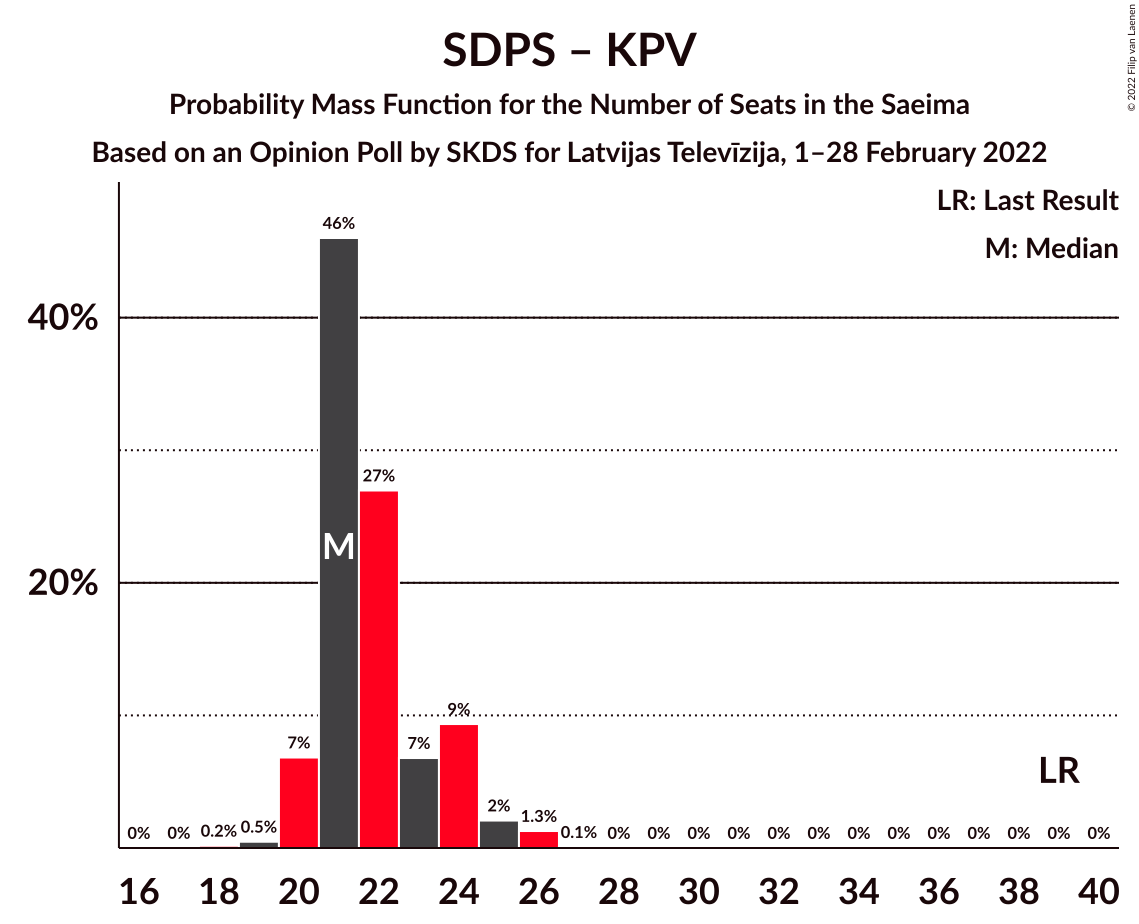 SDPS – KPV
Probability Mass Function for the Number of Seats in the Saeima
Based on an Opinion Poll by SKDS for Latvijas Televīzija, 1–28 February 2022
© 2022 Filip van Laenen
LR: Last Result
M: Median
40%
20%
0% 0% 0.2% 0.5% 7% 46% 27% 7% 9% 2% 1.3% 0.1% 0% 0% 0% 0% 0% 0% 0% 0% 0% 0% 0% 0% 0%
M
LR
16 18 20 22 24 26 28 30 32 34 36 38 40